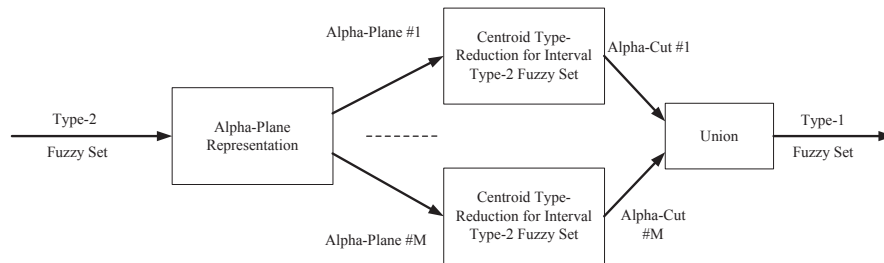 Type-2
Fuzzy Set
Alpha-Plane
Representation
Alpha-Plane #1
Centroid Type-
Reduction for Interval
Type-2 Fuzzy Set
Alpha-Cut #1
Alpha-Plane #M
Centroid Type-
Reduction for Interval
Type-2 Fuzzy Set
Alpha-Cut
#M
Union
Type-1
Fuzzy Set